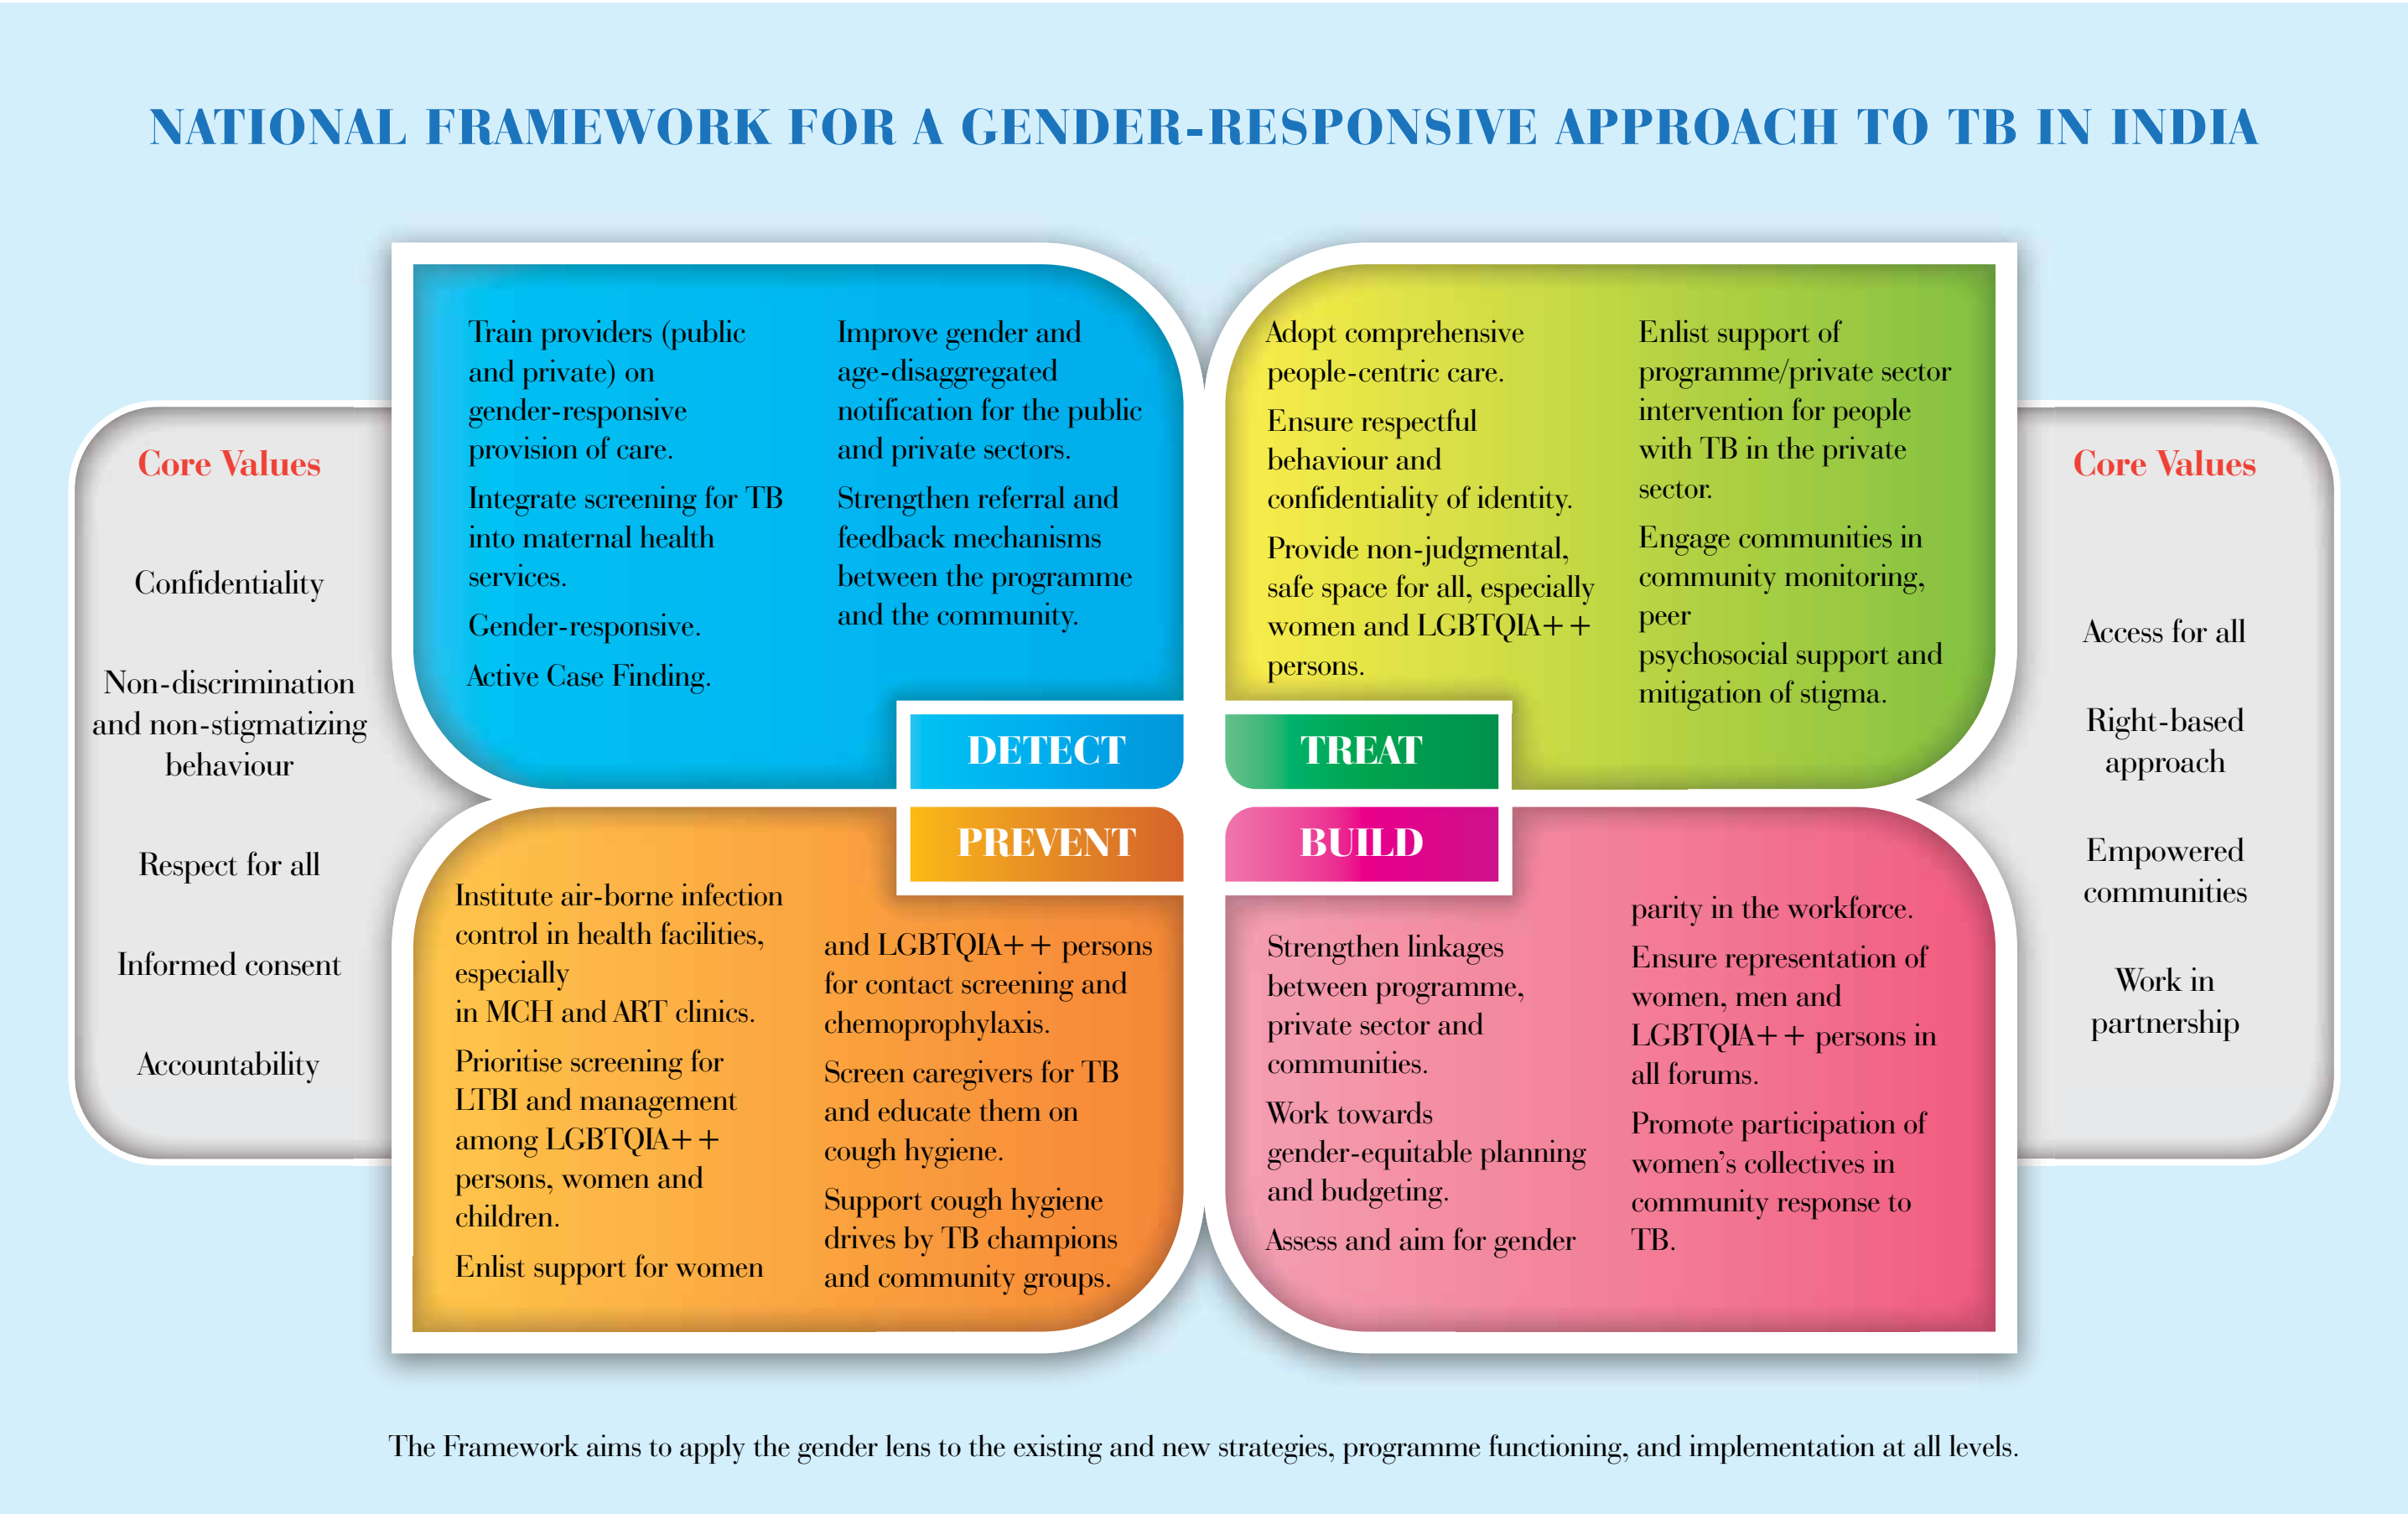 NATIONAL FRAMEWORK FOR A GENDER-RESPONSIVE APPROACH TO TB IN INDIA
Core Values
Confidentiality
Non-discrimination
and non-stigmatizing
behaviour
Respect for all
Informed consent
Accountability
Train providers (public
and private) on
gender-responsive
provision of care.
Integrate screening for TB
into maternal health
services.
Gender-responsive.
Active Case Finding.
Improve gender and
age-disaggregated
notification for the public
and private sectors.
Strengthen referral and
feedback mechanisms
between the programme
and the community.
DETECT
Adopt comprehensive
people-centric care.
Ensure respectful
behaviour and
confidentiality of identity.
Provide non-judgmental,
safe space for all, especially
women and LGBTQIA++
persons.
Enlist support of
programme/private sector
intervention for people
with TB in the private
sector.
Engage communities in
community monitoring,
peer
psychosocial support and
mitigation of stigma.
TREAT
PREVENT
Institute air-borne infection
control in health facilities,
especially
in MCH and ART clinics.
Prioritise screening for
LTBI and management
among LGBTQIA++
persons, women and
children.
Enlist support for women
and LGBTQIA++ persons
for contact screening and
chemoprophylaxis.
Screen caregivers for TB
and educate them on
cough hygiene.
Support cough hygiene
drives by TB champions
and community groups.
BUILD
Strengthen linkages
between programme,
private sector and
communities.
Work towards
gender-equitable planning
and budgeting.
Assess and aim for gender
parity in the workforce.
Ensure representation of
women, men and
LGBTQIA++ persons in
all forums.
Promote participation of
women's collectives in
community response to
TB.
Core Values
Access for all
Right-based
approach
Empowered
communities
Work in
partnership
The Framework aims to apply the gender lens to the existing and new strategies, programme functioning, and implementation at all levels.